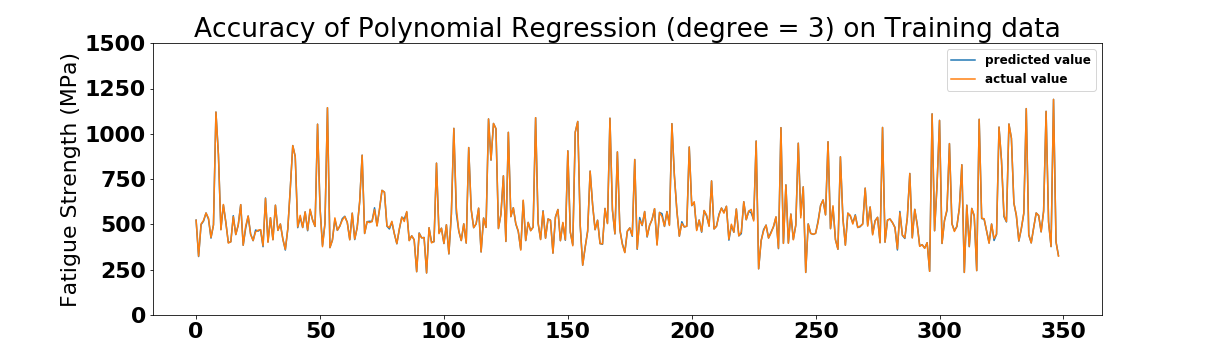 Accuracy of Polynomial Regression (degree = 3) on Training data
Fatigue Strength (MPa)
1500
1250
1000
750
500
250
0
predicted value
actual value
0 50 100 150 200 250 300 350